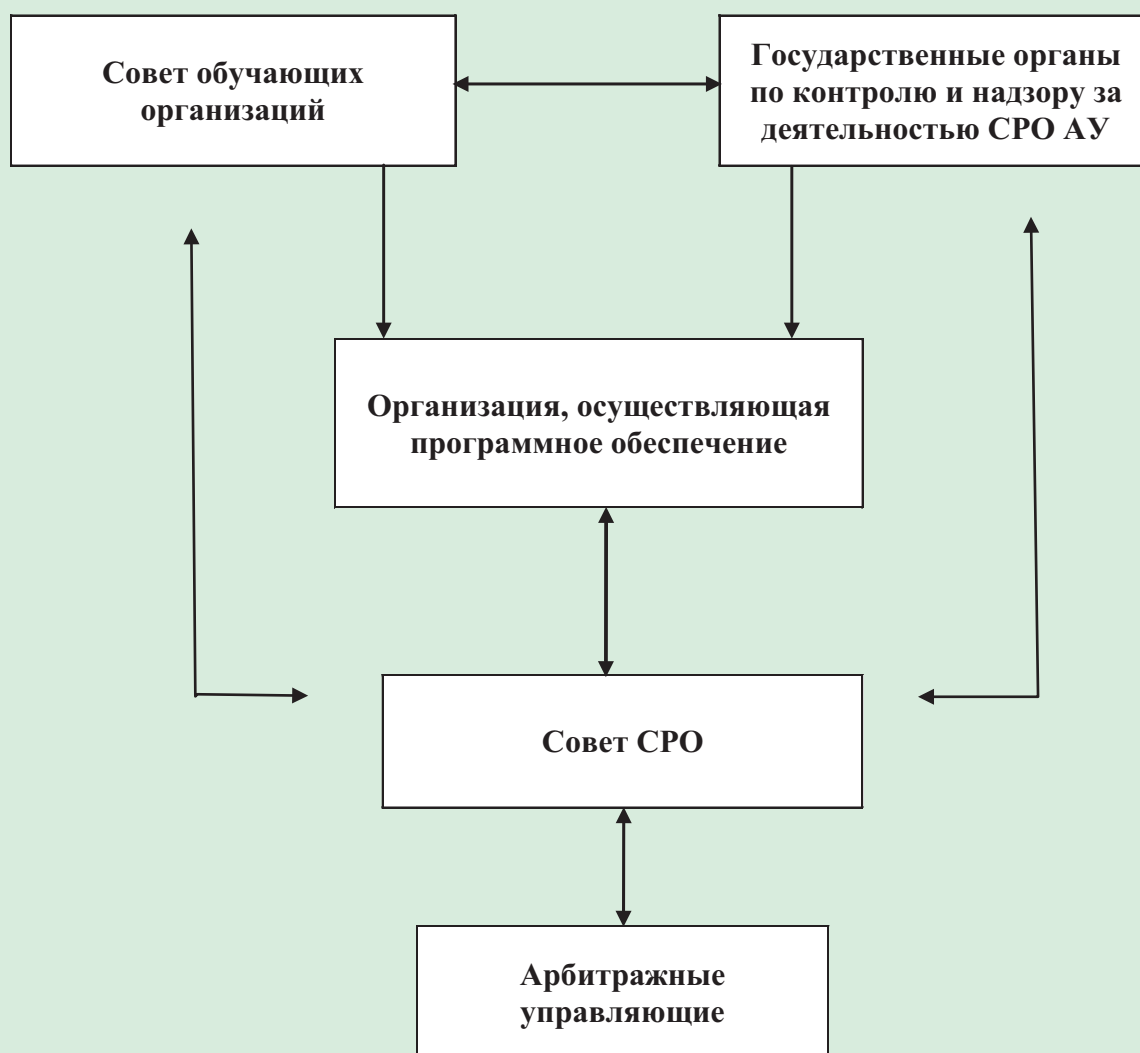 Совет обучающих
организаций
Государственные органы
по контролю и надзору за
деятельностью СРО АУ
Организация, осуществляющая
программное обеспечение
Совет СРО
Арбитражные
управляющие